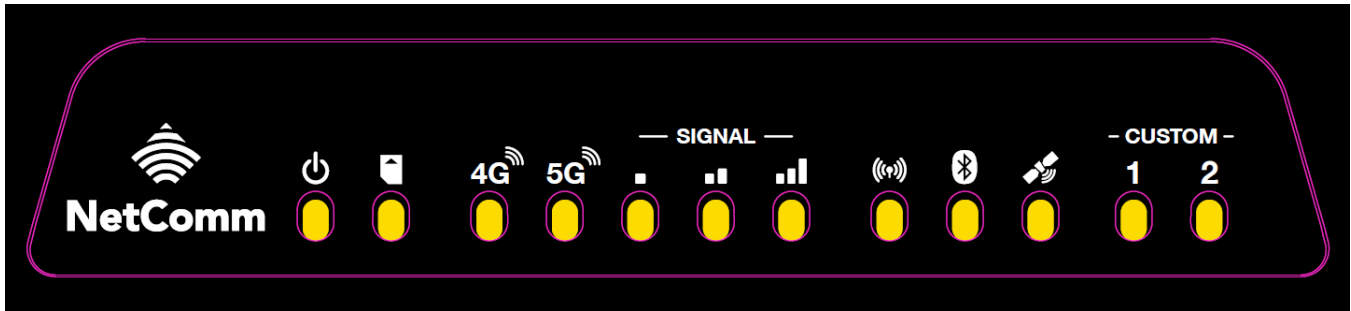 — SIGNAL —
- CUSTOM -
4G 5G 1 2
NetComm